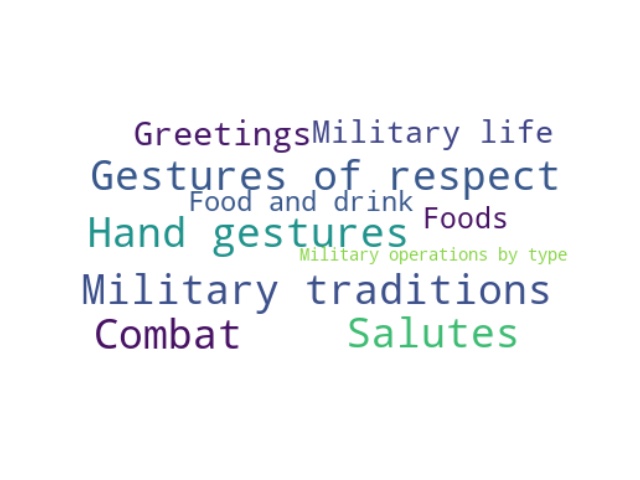 Greetings Military life
Gestures of respect
Food and drink
Foods
Hand gestures
Military operations by type
Military traditions
Combat Salutes